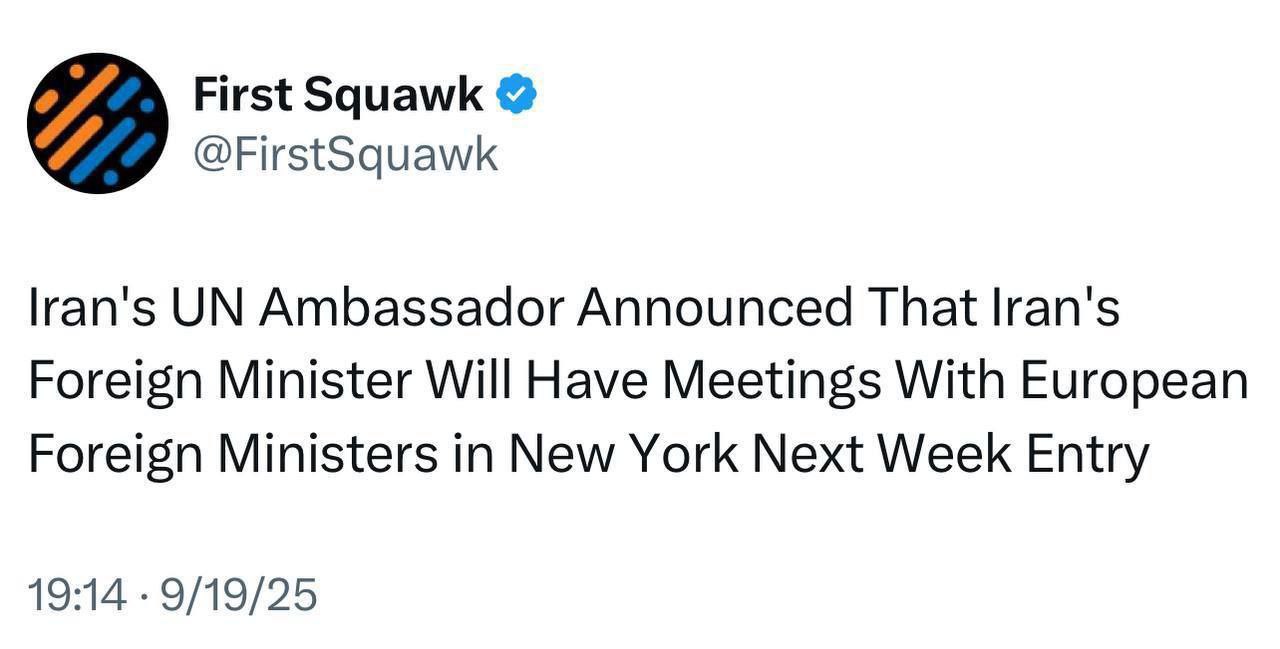 First Squawk
@FirstSquawk
Iran's UN Ambassador Announced That Iran's
Foreign Minister Will Have Meetings With European
Foreign Ministers in New York Next Week Entry
19:14 · 9/19/25